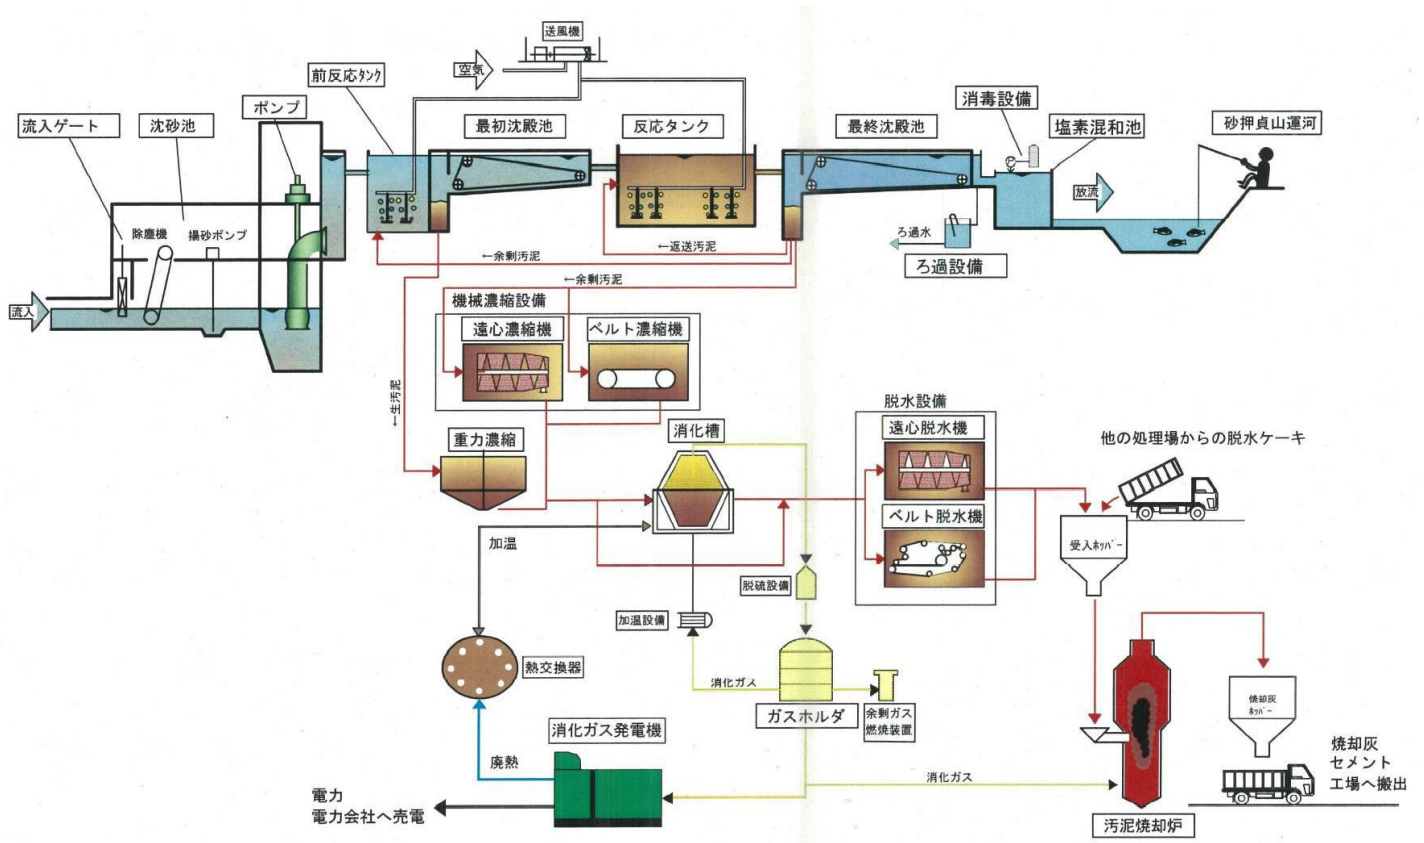 送風機
空気
前反応ﾀﾝｸ
ポンプ
流入ゲート
沈砂池
最初沈殿池
反応タンク
最終沈殿池
消毒設備
塩素混和池
砂押貞山運河
放流
除塵機
揚砂ポンプ
流入
ろ過水
ろ過設備
←返送汚泥
←余剰汚泥
←余剰汚泥
機械濃縮設備
遠心濃縮機
ベルト濃縮機
←生汚泥
重力濃縮
消化槽
脱水設備
遠心脱水機
ベルト脱水機
他の処理場からの脱水ケーキ
受入ﾎｯﾊﾟｰ
加温
脱硫設備
加温設備
熱交換器
消化ガス
ガスホルダ
余剰ガス
燃焼装置
焼却灰
ﾎｯﾊﾟｰ
消化ガス発電機
廃熱
消化ガス
電力
電力会社へ売電
汚泥焼却炉
焼却灰
セメント
工場へ搬出